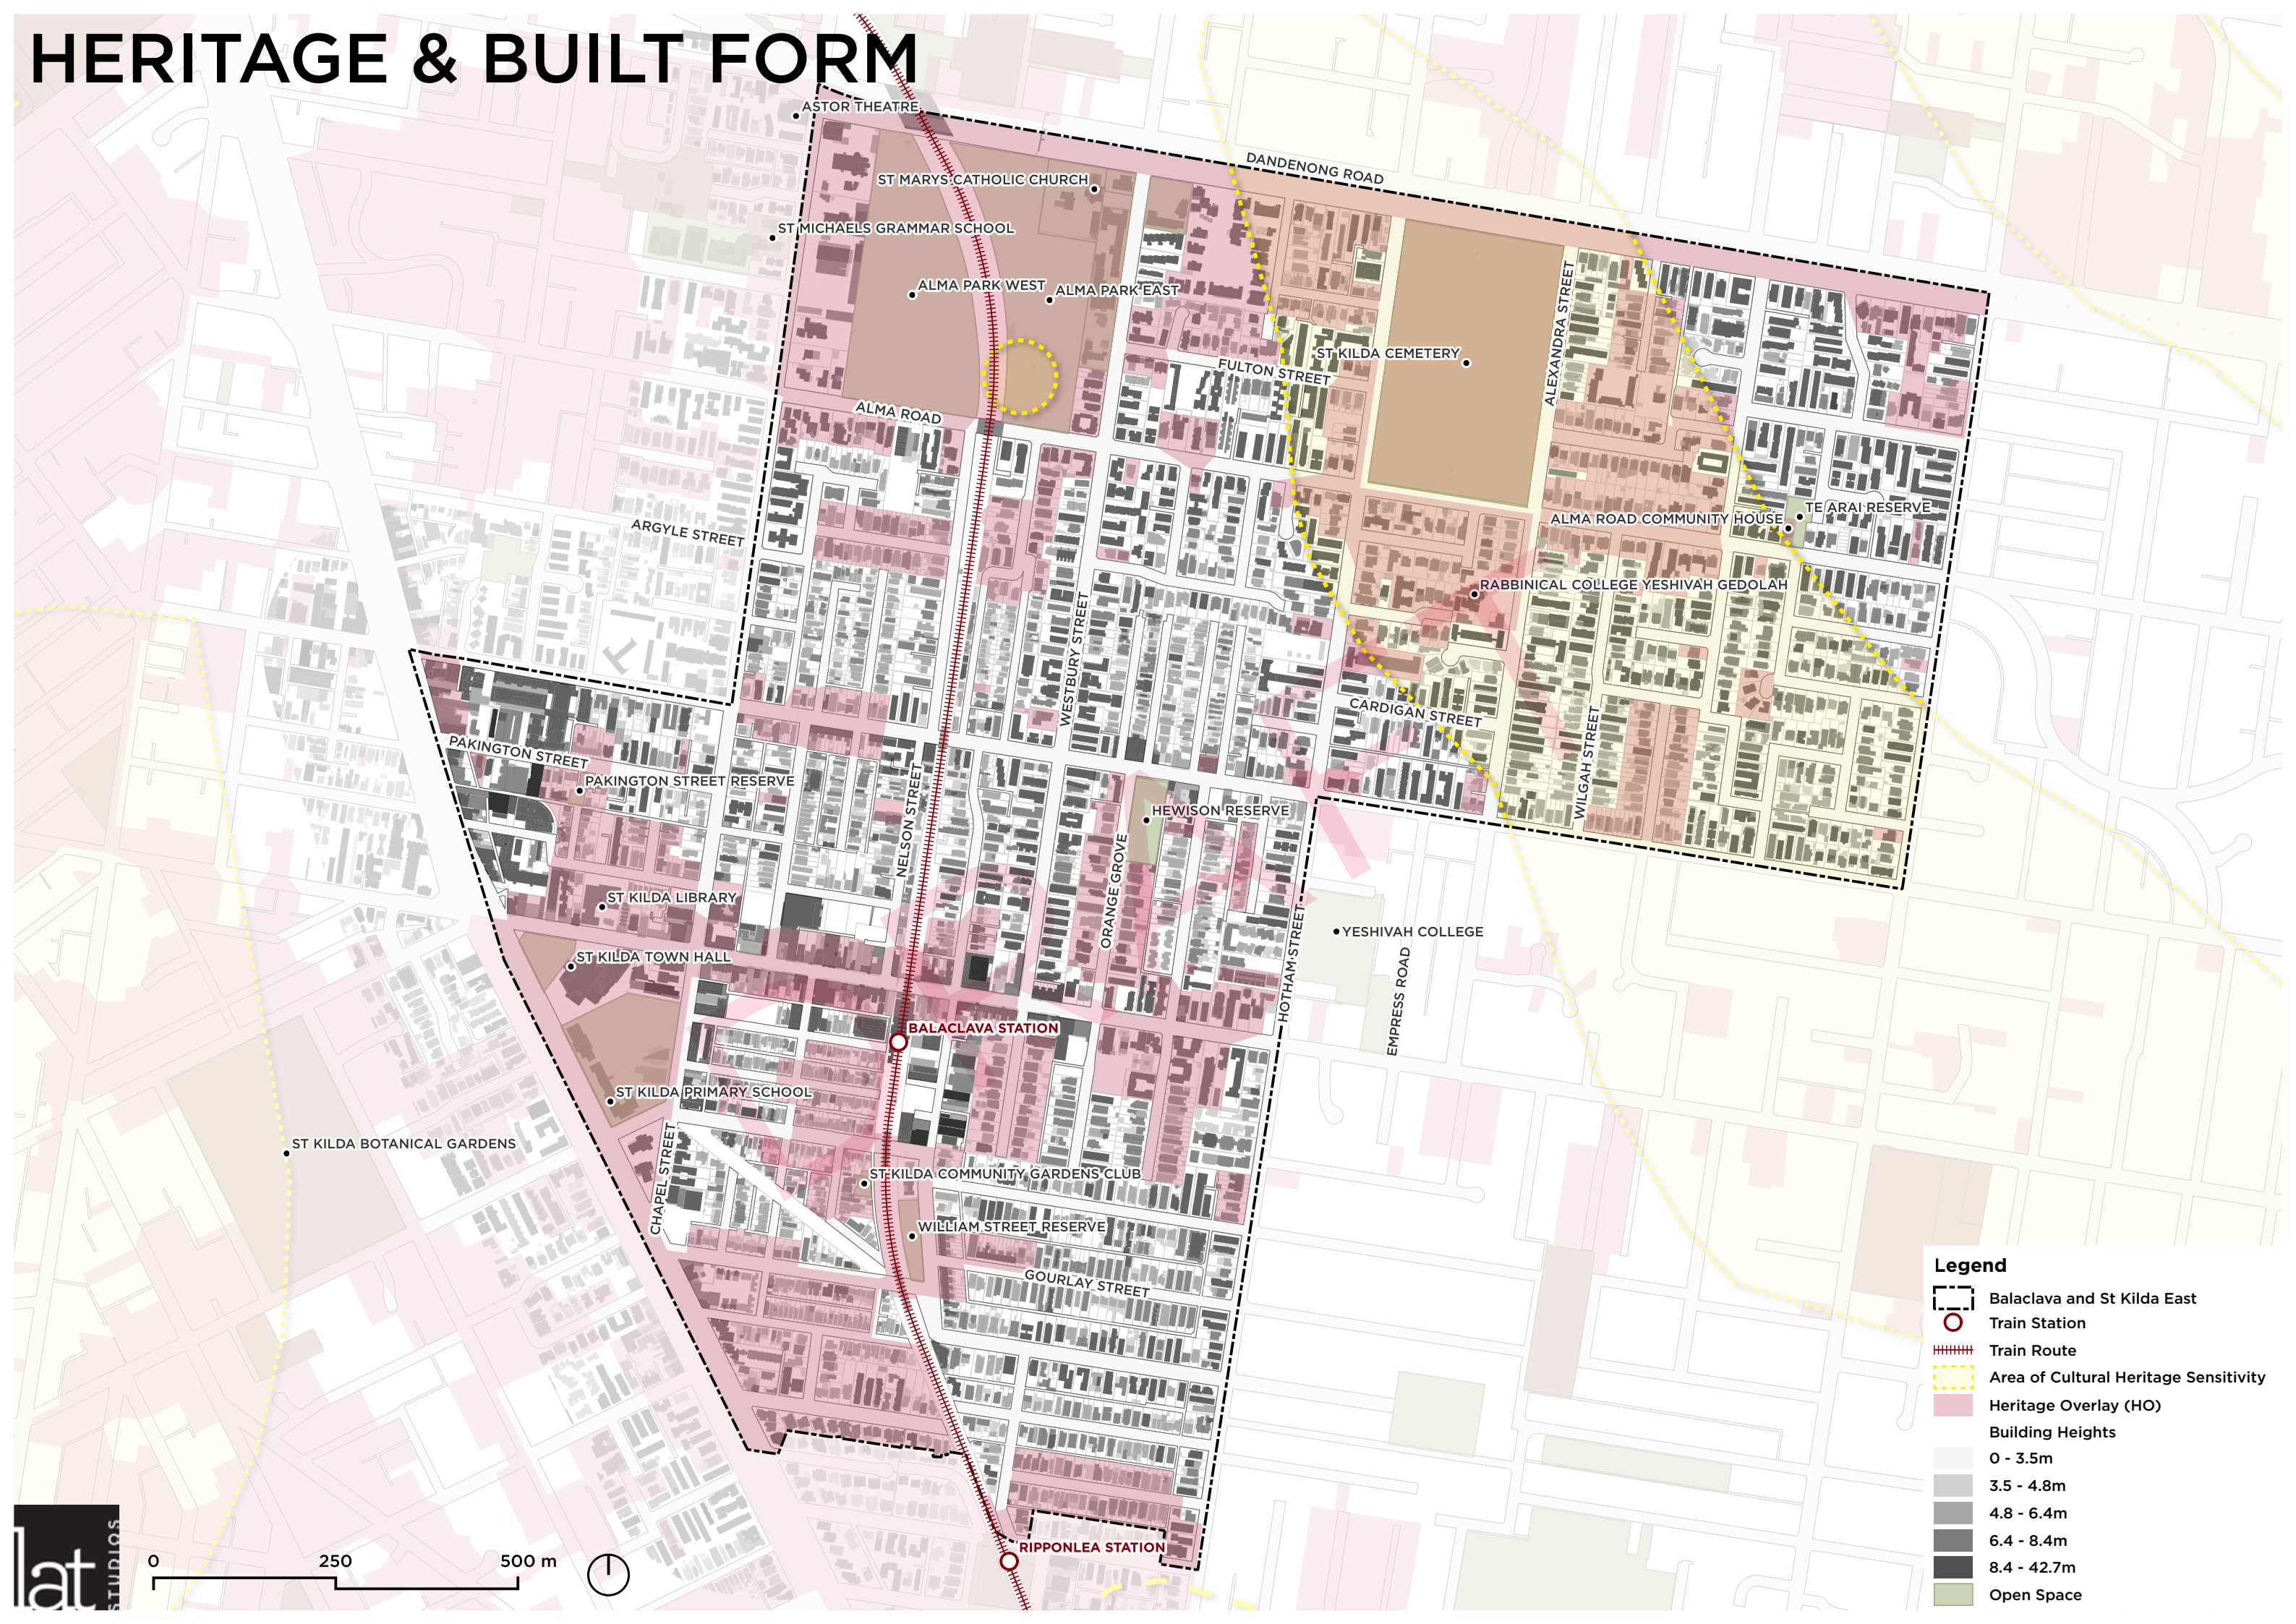 HERITAGE & BUILT FORM
ASTOR THEATRE
DANDENONG ROAD
ST MARYS CATHOLIC CHURCH
ST MICHAELS GRAMMAR SCHOOL
ALMA PARK WEST
ALMA PARK EAST
ALEXANDRA STREET
ST KILDA CEMETERY
FULTON STREET
ALMA ROAD
TE ARAI RESERVE
ALMA ROAD COMMUNITY HOUSE
ARGYLE STREET
RABBINICAL COLLEGE YESHIVAH GEDOLAH
WESTBURY STREET
CARDIGAN STREET
WILGAH STREET
PAKINGTON STREET
PAKINGTON STREET RESERVE
NELSON STREET
HEWISON RESERVE
ORANGE GROVE
ST KILDA LIBRARY
YESHIVAH COLLEGE
HOTHAM STREET
EMPRESS ROAD
ST KILDA TOWN HALL
BALACLAVA STATION
ST KILDA PRIMARY SCHOOL
ST KILDA BOTANICAL GARDENS
CHAPEL STREET
ST KILDA COMMUNITY GARDENS CLUB
WILLIAM STREET RESERVE
GOURLAY STREET
RIPPONLEA STATION
Legend
Balaclava and St Kilda East
Train Station
Train Route
Area of Cultural Heritage Sensitivity
Heritage Overlay (HO)
Building Heights
0 - 3.5m
3.5 - 4.8m
4.8 - 6.4m
6.4 - 8.4m
8.4 - 42.7m
Open Space
0 250 500 m
lat
STUDIOS